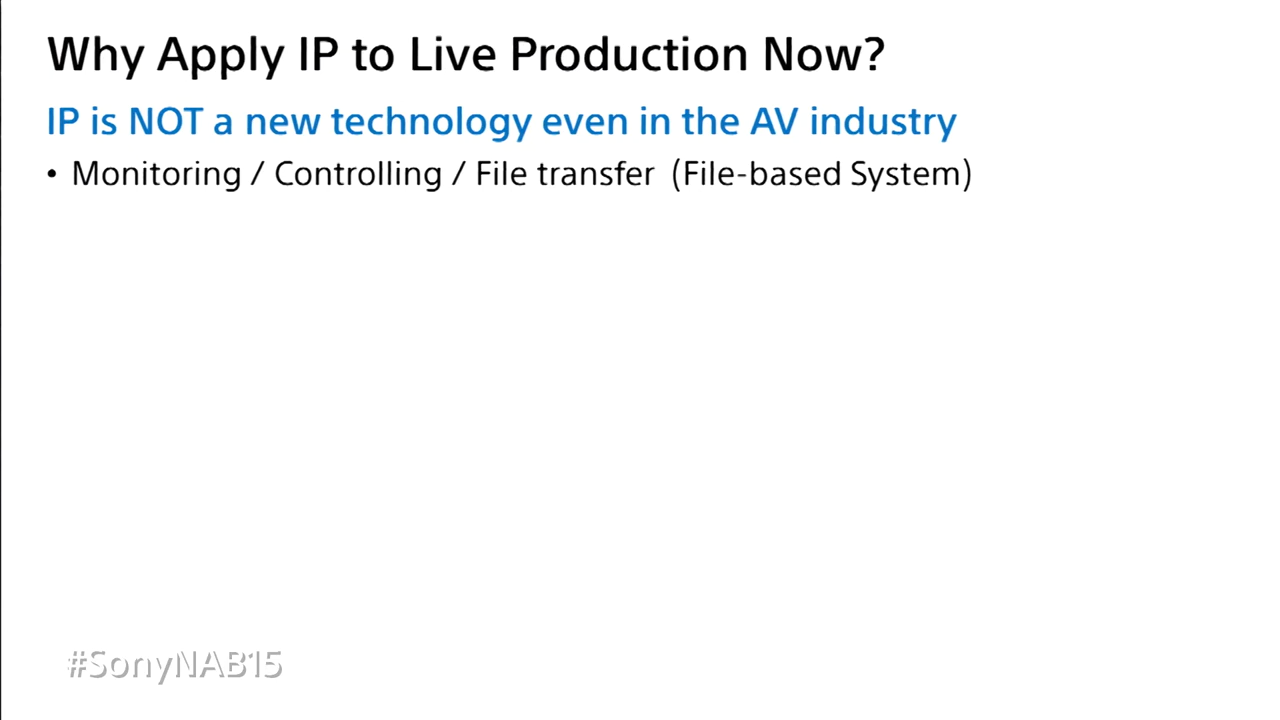 Why Apply IP to Live Production Now?
IP is NOT a new technology even in the AV industry
• Monitoring / Controlling / File transfer (File-based System)
#SonyNAB15